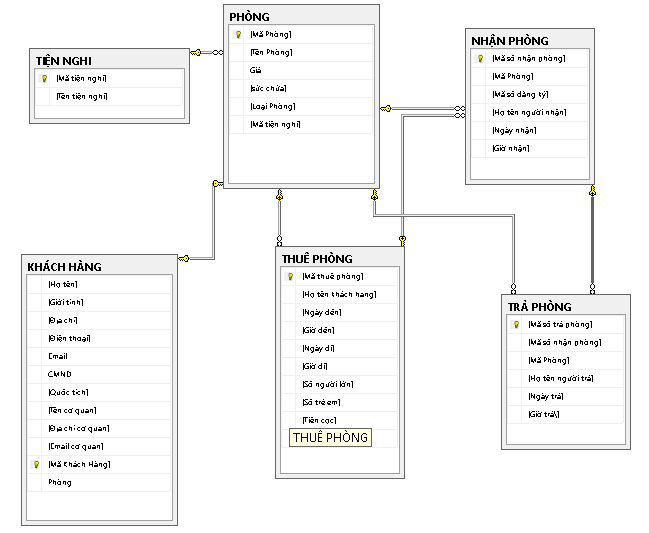 PHÒNG
[Mã Phòng]
[Tên Phòng]
Giá
[sức chứa]
[Loại Phòng]
[Mã tiện nghi]
TIỆN NGHI
[Mã tiện nghi]
[Tên tiện nghi]
NHẬN PHÒNG
[Mã số nhận phòng]
[Mã Phòng]
[Mã số đăng ký]
[Họ tên người nhận]
[Ngày nhận]
[Giờ nhận]
KHÁCH HÀNG
[Họ tên]
[Giới tính]
[Địa chỉ]
[Điện thoại]
Email
CMND
[Quốc tịch]
[Tên cơ quan]
[Địa chỉ cơ quan]
[Email cơ quan]
[Mã Khách Hàng]
Phòng
THUÊ PHÒNG
[Mã thuê phòng]
[Họ tên khách hàng]
[Ngày đến]
[Giờ đến]
[Ngày đi]
[Giờ đi]
[Số người lớn]
[Số trẻ em]
[Tiền cọc]
THUÊ PHÒNG
TRẢ PHÒNG
[Mã số trả phòng]
[Mã số nhận phòng]
[Mã Phòng]
[Họ tên người trả]
[Ngày trả]
[Giờ trả\]